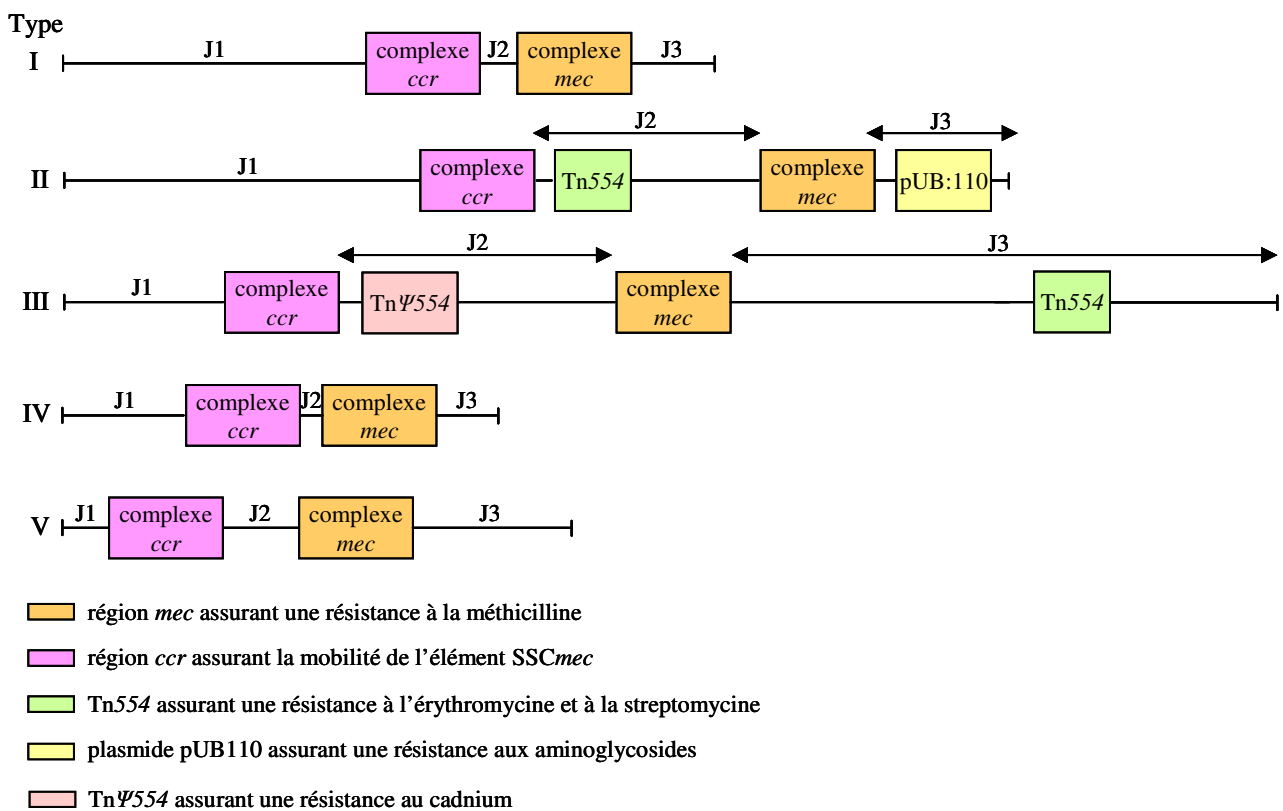 Type
I
J1
complexe
ccr
J2
complexe
mec
J3
II
J1
complexe
ccr
J2
Tn554
complexe
mec
J3
pUB:110
III
J1
complexe
ccr
J2
TnΨ554
complexe
mec
J3
Tn554
IV
J1
complexe
ccr
J2
complexe
mec
J3
V
J1
complexe
ccr
J2
complexe
mec
J3
région mec assurant une résistance à la méthicilline
région ccr assurant la mobilité de l’élément SSCmec
Tn554 assurant une résistance à l’érythromycine et à la streptomycine
plasmide pUB110 assurant une résistance aux aminoglycosides
TnΨ554 assurant une résistance au cadnium